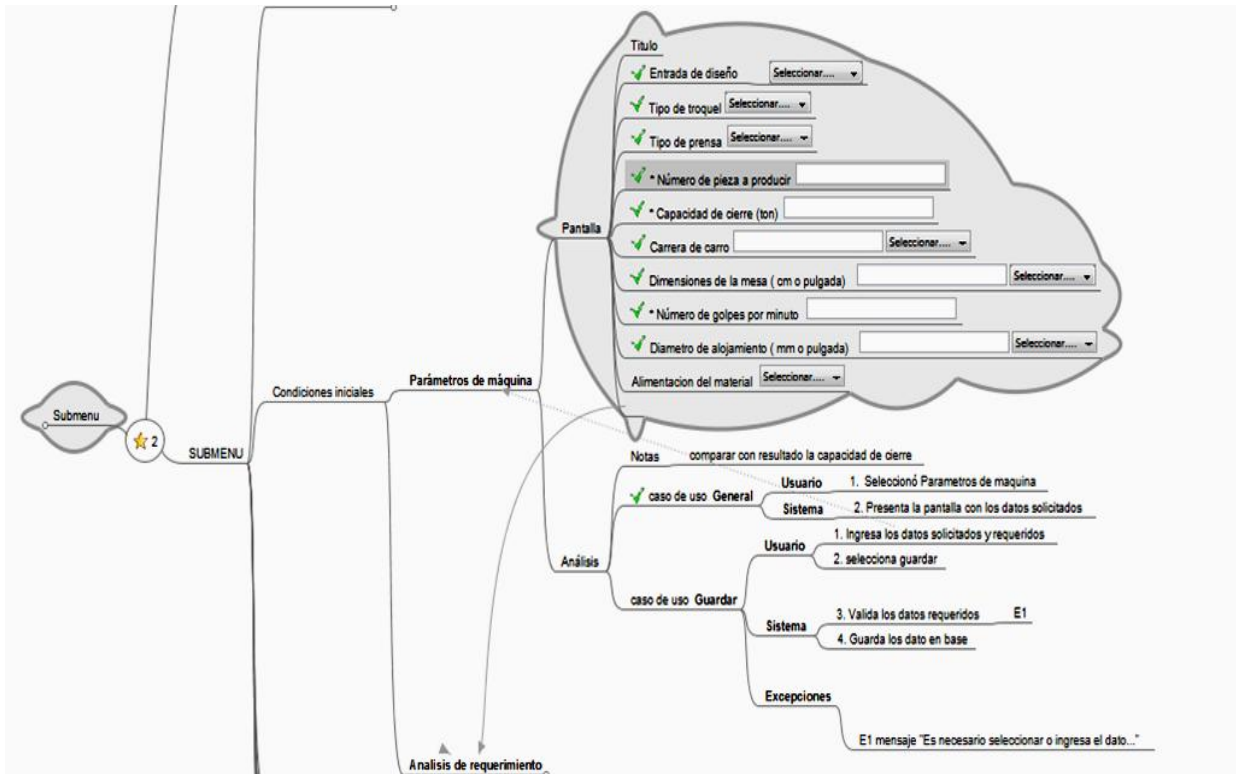 Titulo
Entrada de diseño Seleccionar....
Tipo de troquel Seleccionar....
Tipo de prensa Seleccionar....
* Número de pieza a producir
* Capacidad de cierre (ton)
Pantalla
Carrera de carro Seleccionar....
Dimensiones de la mesa ( cm o pulgada) Seleccionar....
* Número de golpes por minuto
Diametro de alojamiento ( mm o pulgada) Seleccionar....
Alimentacion del material Seleccionar....
Parámetros de máquina
Condiciones iniciales
Submenu
2
SUBMENU
Notas comparar con resultado la capacidad de cierre
caso de uso General
Usuario 1. Seleccionó Parametros de maquina
Sistema 2. Presenta la pantalla con los datos solicitados
Análisis
caso de uso Guardar
Usuario
1. Ingresa los datos solicitados y requeridos
2. selecciona guardar
Sistema
3. Valida los datos requeridos E1
4. Guarda los dato en base
Excepciones
E1 mensaje "Es necesario seleccionar o ingresa el dato..."
Analisis de requerimiento